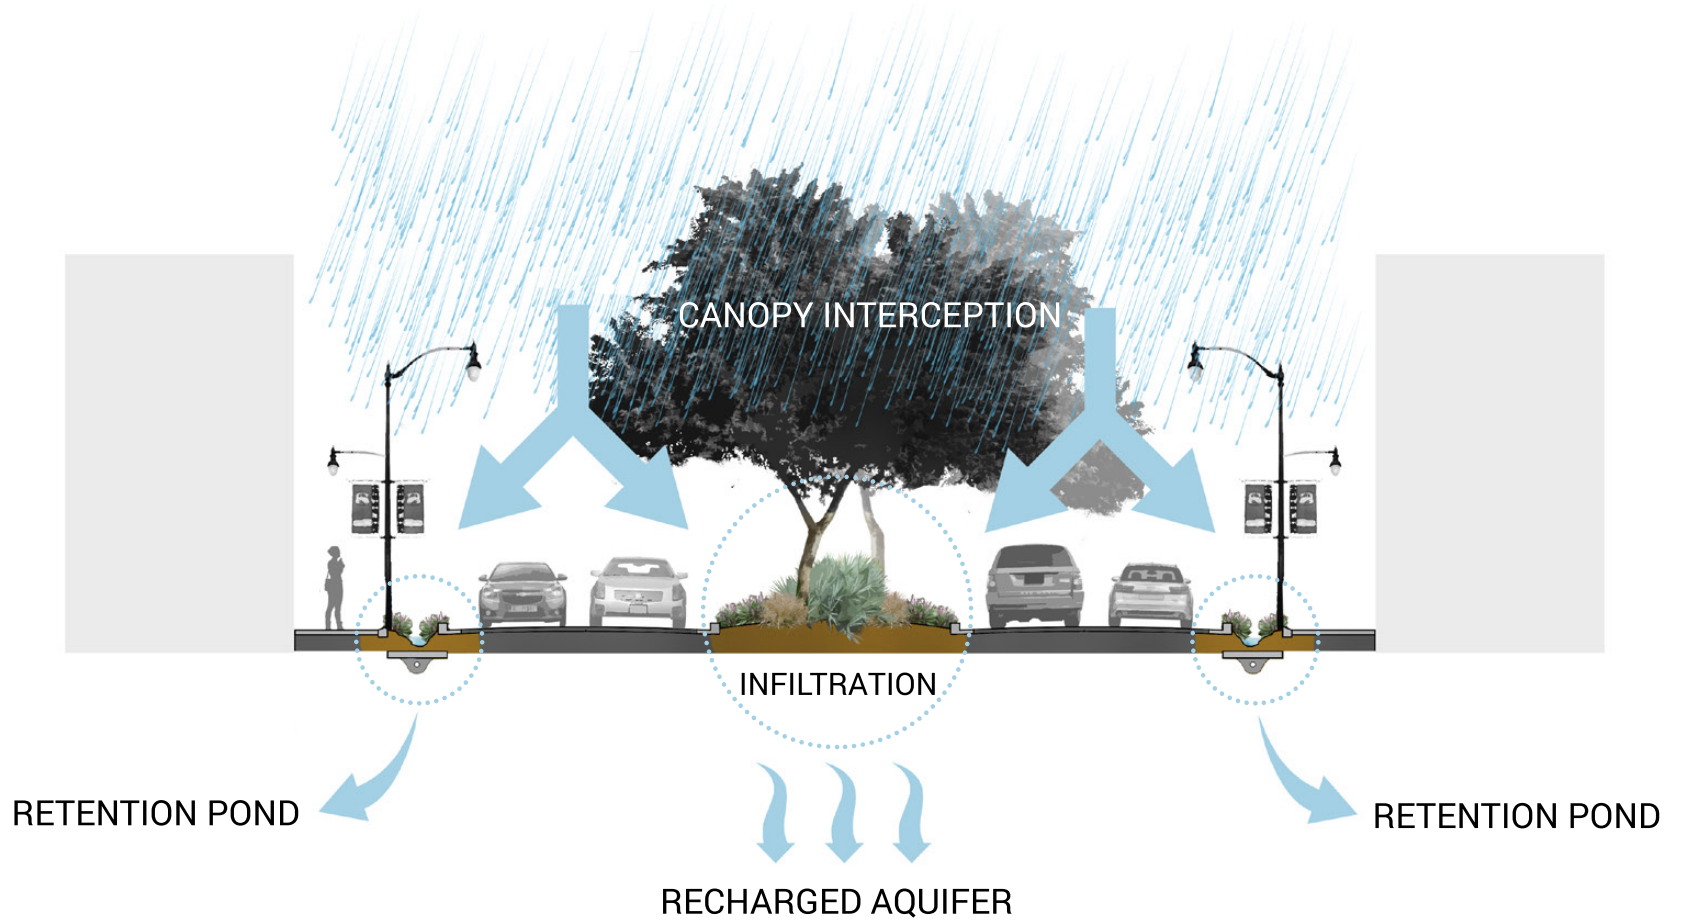 CANOPY INTERCEPTION
INFILTRATION
RETENTION POND
RETENTION POND
RECHARGED AQUIFER